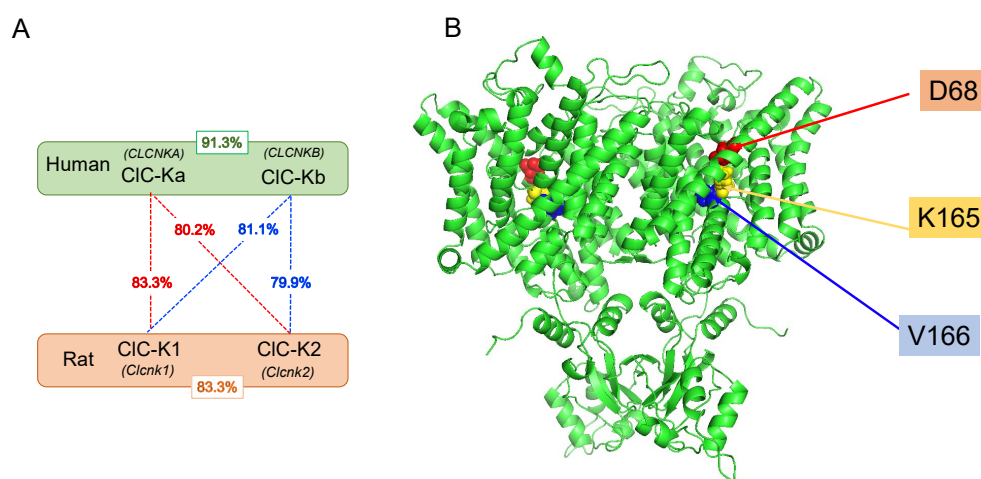 A
B
91.3%
Human
(CLCNKA)
(CLCNKB)
ClC-Ka
ClC-Kb
80.2%
81.1%
83.3%
79.9%
Rat
ClC-K1
ClC-K2
(Clcnk1)
(Clcnk2)
83.3%
D68
K165
V166